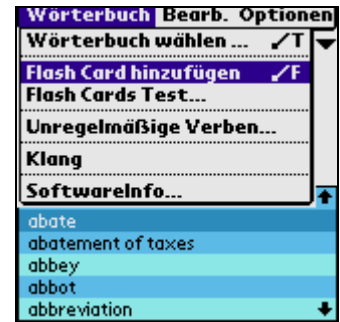 Wörterbuch Bearb. Optionen
Wörterbuch wählen ... /T
Flash Card hinzufügen /F
Flash Cards Test...
Unregelmäßige Verben...
Klang
SoftwareInfo...
abate
abatement of taxes
abbey
abbot
abbreviation